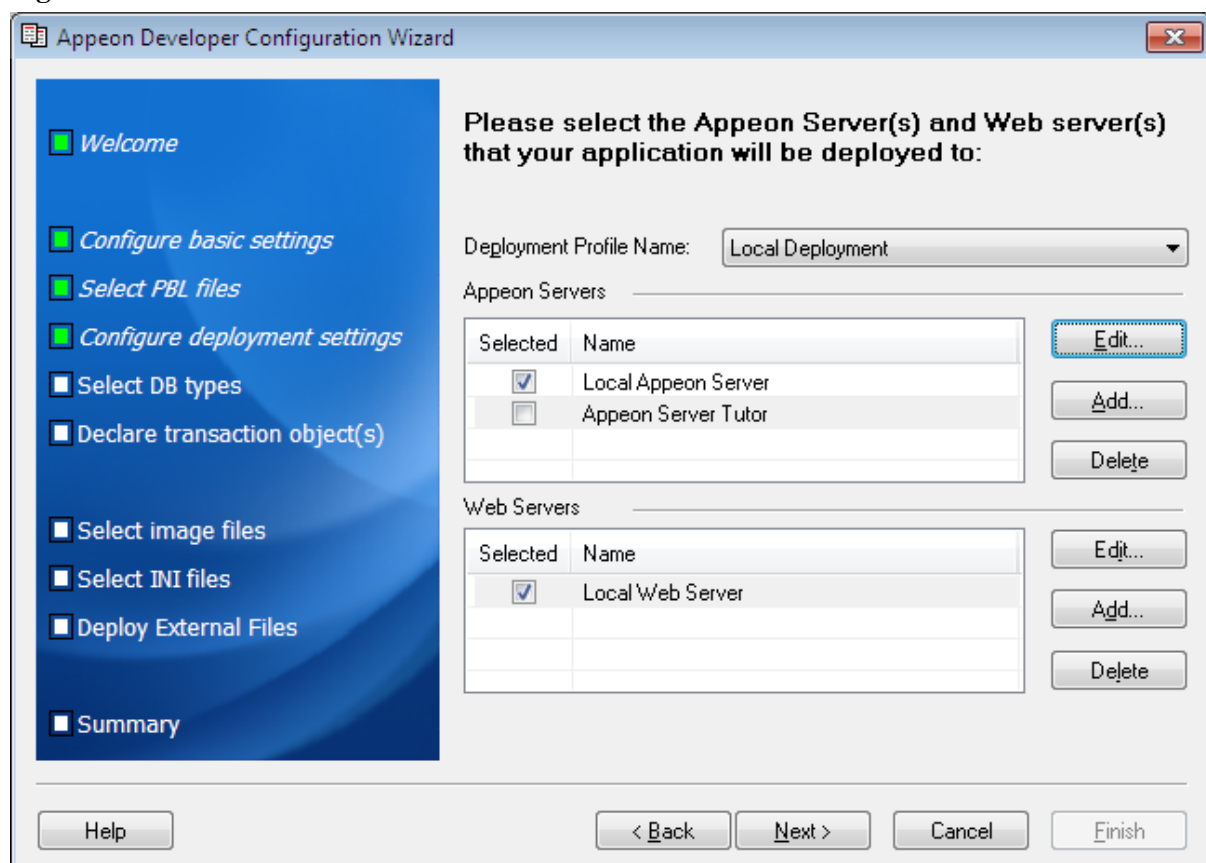 Appeon Developer Configuration Wizard
Welcome
Configure basic settings
Select PBL files
Configure deployment settings
Select DB types
Declare transaction object(s)
Select image files
Select INI files
Deploy External Files
Summary
Please select the Appeon Server(s) and Web server(s)
that your application will be deployed to:
Deployment Profile Name: Local Deployment
Appeon Servers
Selected Name
Local Appeon Server
Appeon Server Tutor
Edit...
Add...
Delete
Web Servers
Selected Name
Local Web Server
Edit...
Add...
Delete
Help
< Back
Next >
Cancel
Finish